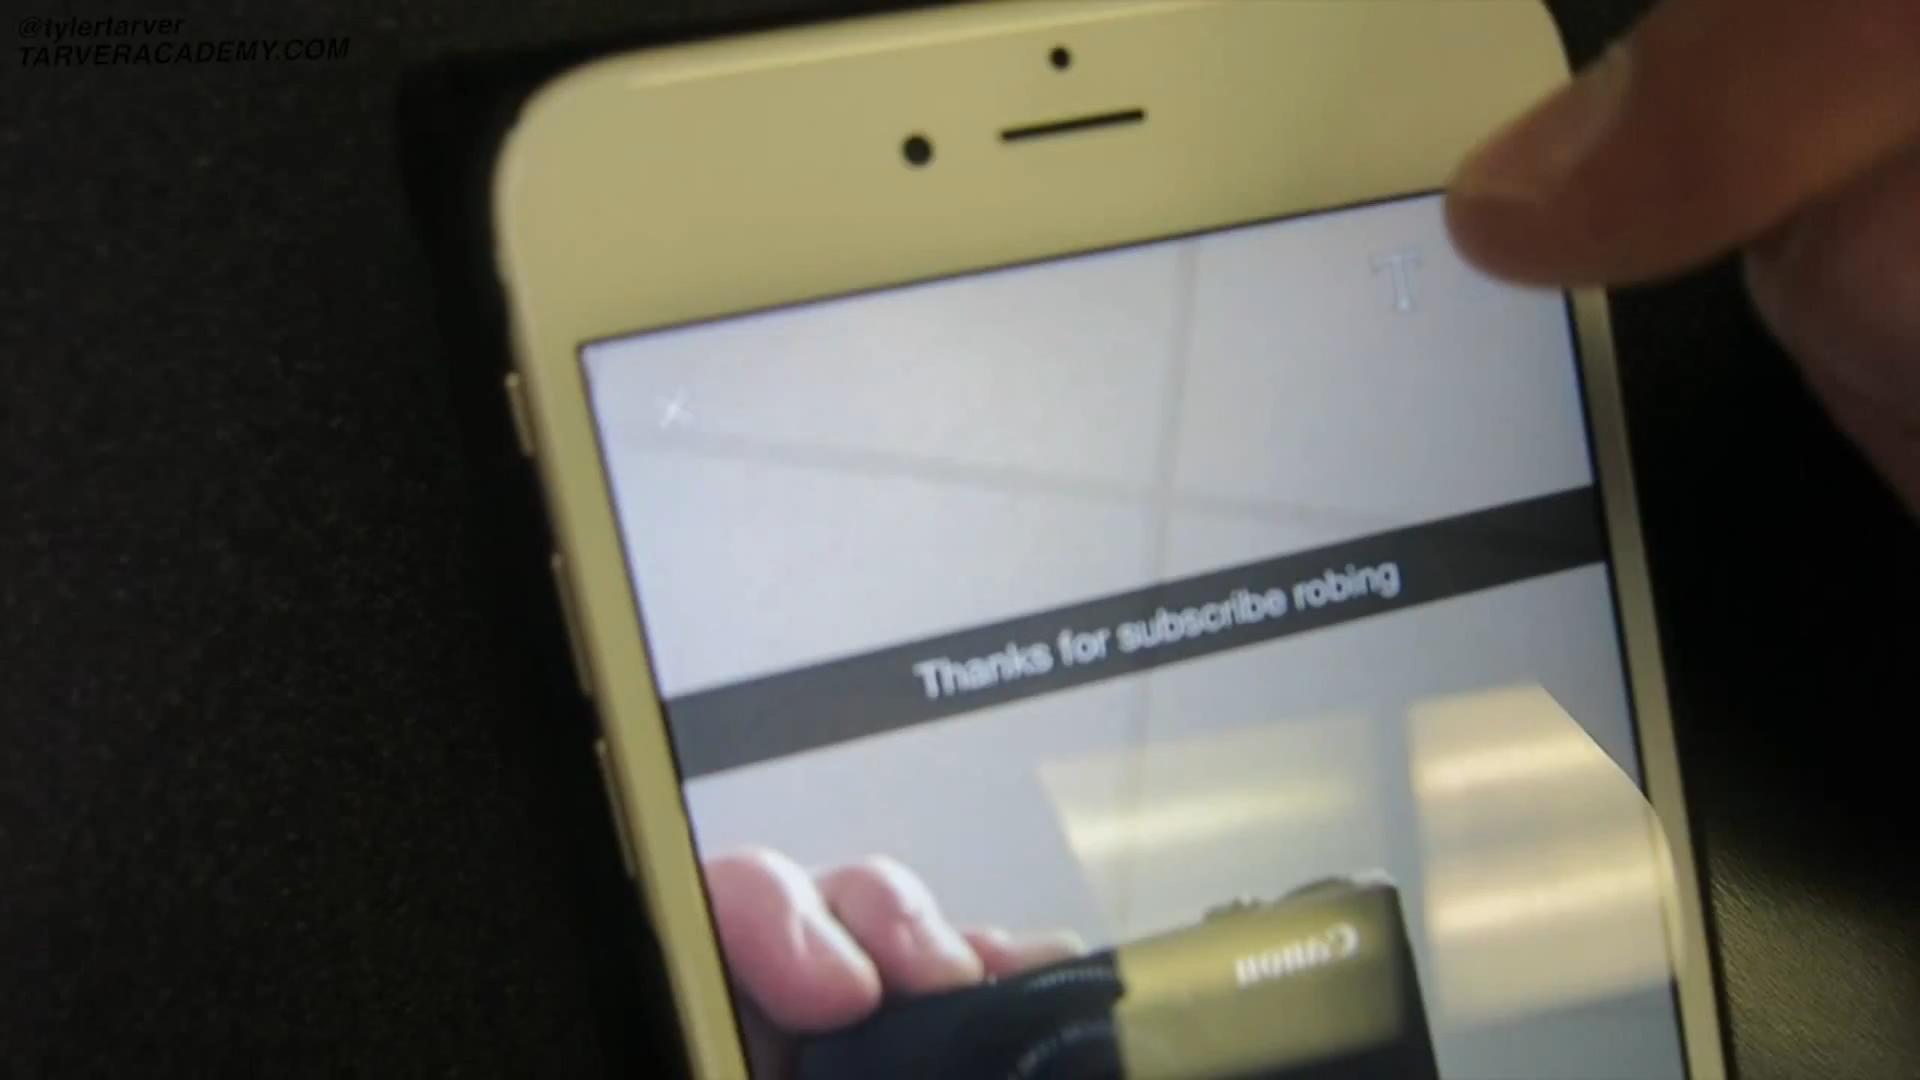 @tylertarver
TARVERACADEMY.COM
T
Thanks for subscribe robing
Canon